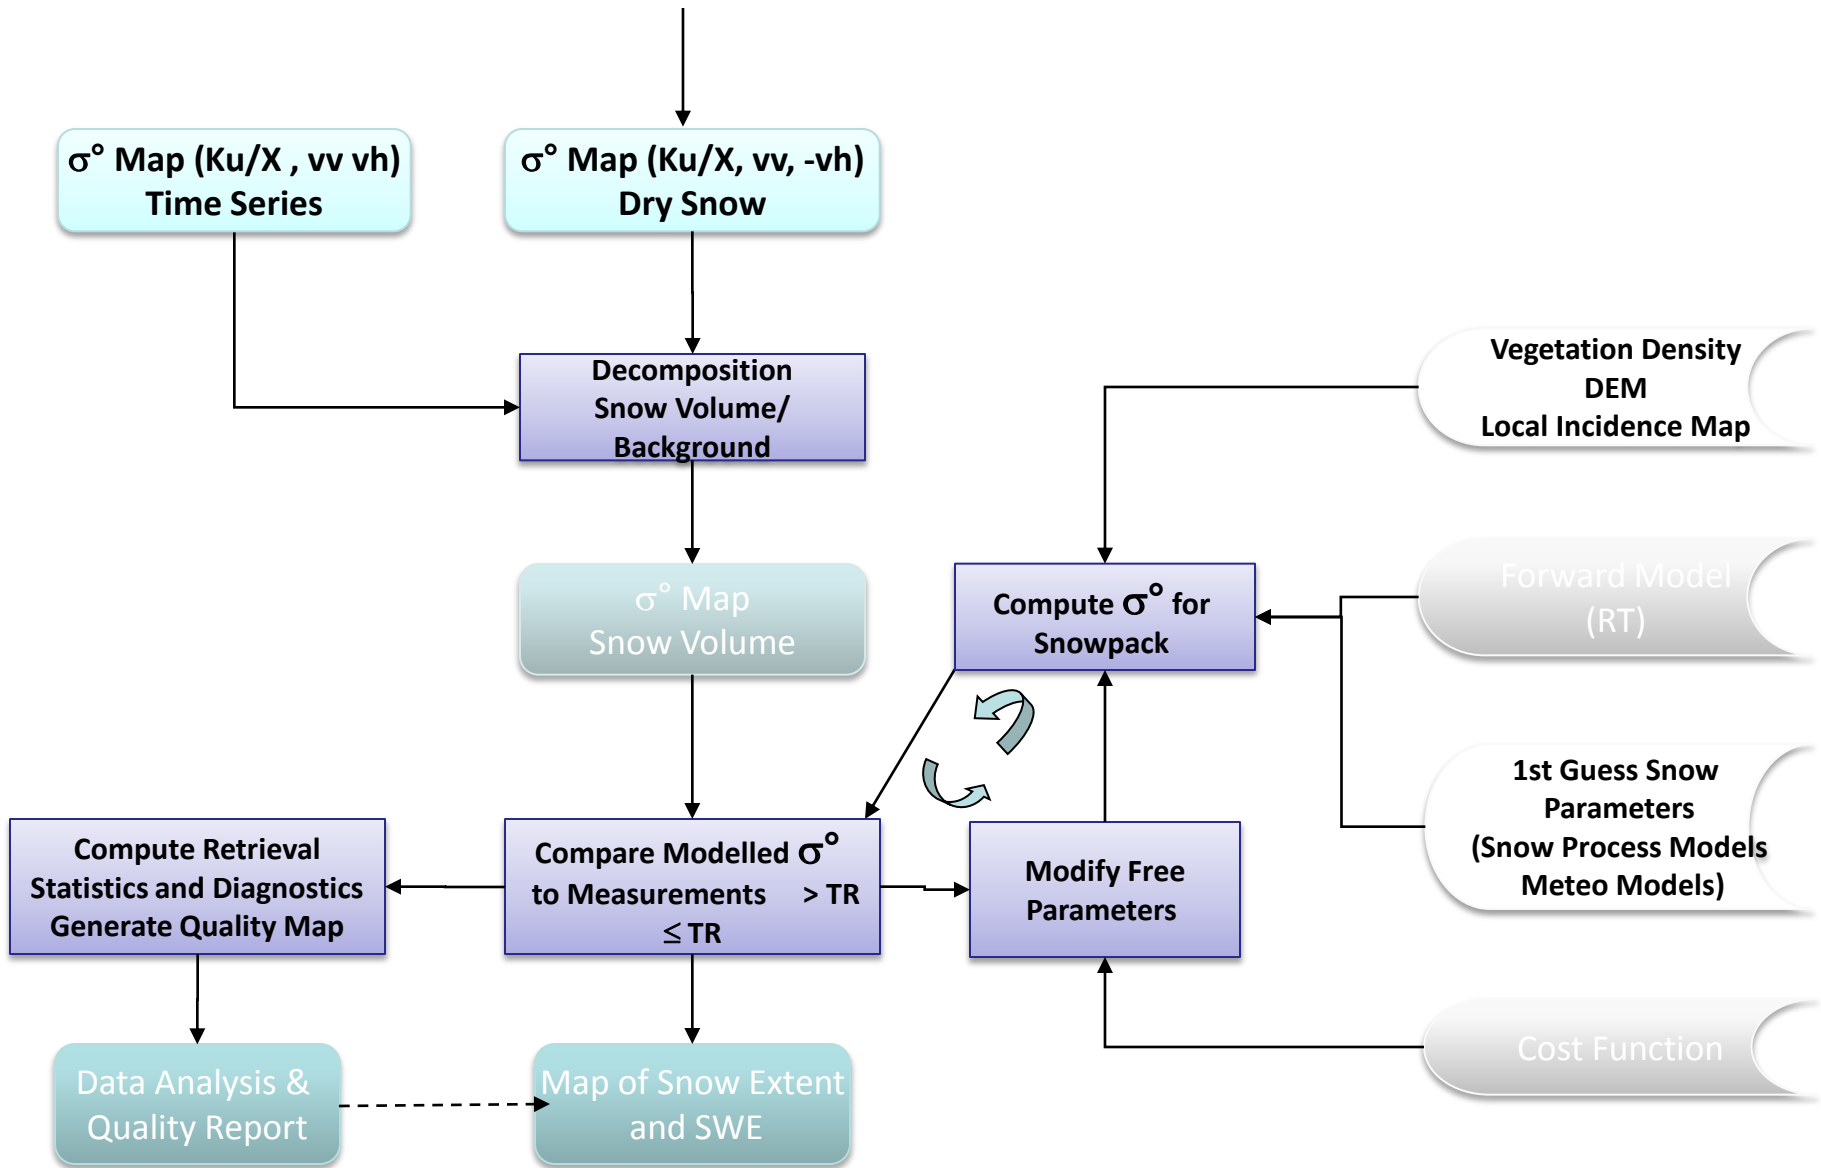 σ° Map (Ku/X , vv vh)
Time Series
σ° Map (Ku/X, vv, -vh)
Dry Snow
Decomposition
Snow Volume/
Background
Vegetation Density
DEM
Local Incidence Map
σ° Map
Snow Volume
Compute σ° for
Snowpack
Forward Model
(RT)
1st Guess Snow
Parameters
(Snow Process Models
Meteo Models)
Compute Retrieval
Statistics and Diagnostics
Generate Quality Map
Compare Modelled σ°
to Measurements > TR
≤ TR
Modify Free
Parameters
Cost Function
Data Analysis &
Quality Report
Map of Snow Extent
and SWE